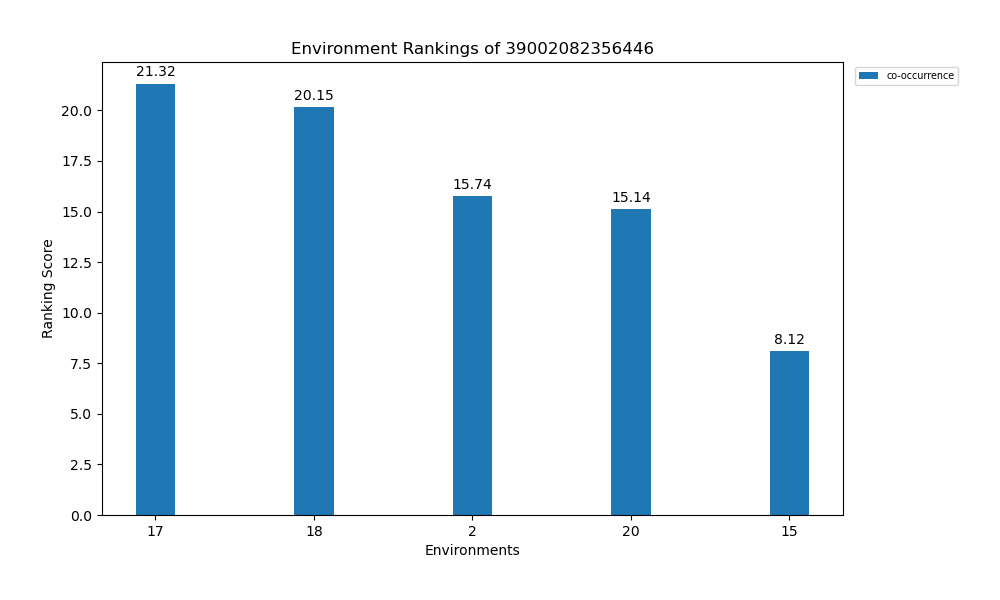 Environment Rankings of 39002082356446
co-occurrence
21.32
20.15
15.74
15.14
8.12
20.0
17.5
15.0
12.5
10.0
7.5
5.0
2.5
0.0
Ranking Score
17 18 2 20 15
Environments